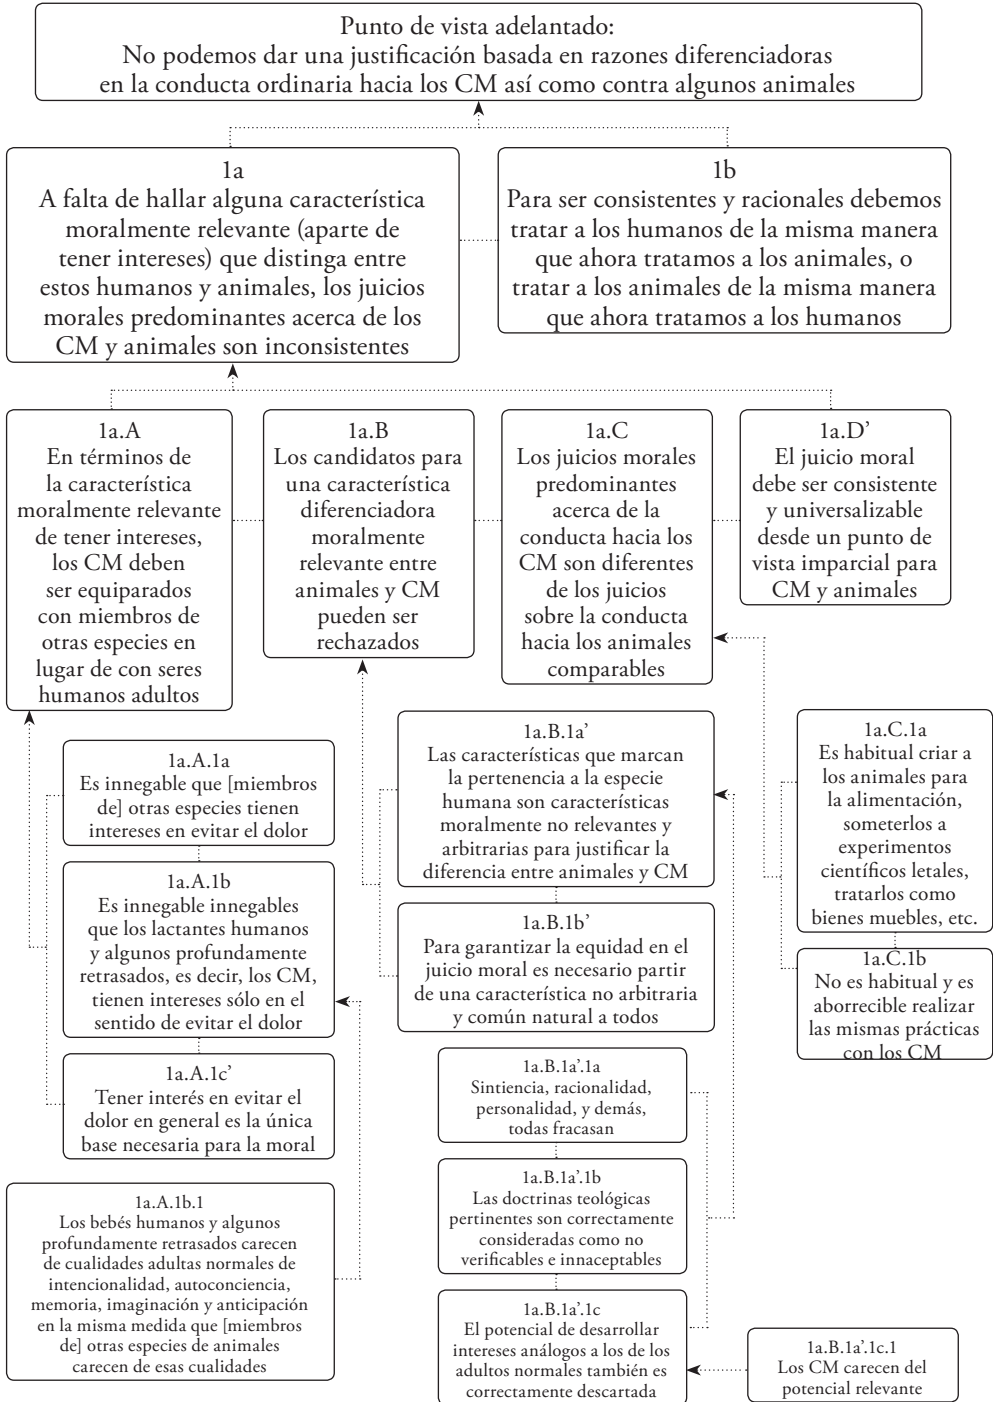 Punto de vista adelantado:
No podemos dar una justificación basada en razones diferenciadoras
en la conducta ordinaria hacia los CM así como contra algunos animales
1a
A falta de hallar alguna característica
moralmente relevante (aparte de
tener intereses) que distinga entre
estos humanos y animales, los juicios
morales predominantes acerca de los
CM y animales son inconsistentes
1b
Para ser consistentes y racionales debemos
tratar a los humanos de la misma manera
que ahora tratamos a los animales, o
tratar a los animales de la misma manera
que ahora tratamos a los humanos
1a.A
En términos de
la característica
moralmente relevante
de tener intereses,
los CM deben
ser equiparados
con miembros de
otras especies en
lugar de con seres
humanos adultos
1a.B
Los candidatos para
una característica
diferenciadora
moralmente
relevante entre
animales y CM
pueden ser
rechazados
1a.C
Los juicios morales
predominantes
acerca de la
conducta hacia los
CM son diferentes
de los juicios
sobre la conducta
hacia los animales
comparables
1a.D’
El juicio moral
debe ser consistente
y universalizable
desde un punto de
vista imparcial para
CM y animales
1a.A.1a
Es innegable que [miembros
de] otras especies tienen
intereses en evitar el dolor
1a.A.1b
Es innegable innegables
que los lactantes humanos
y algunos profundamente
retrasados, es decir, los CM,
tienen intereses sólo en el
sentido de evitar el dolor
1a.A.1c’
Tener interés en evitar el
dolor en general es la única
base necesaria para la moral
1a.A.1b.1
Los bebés humanos y algunos
profundamente retrasados carecen
de cualidades adultas normales de
intencionalidad, autoconciencia,
memoria, imaginación y anticipación
en la misma medida que [miembros
de] otras especies de animales
carecen de esas cualidades
1a.B.1a’
Las características que marcan
la pertenencia a la especie
humana son características
moralmente no relevantes y
arbitrarias para justificar la
diferencia entre animales y CM
1a.B.1b’
Para garantizar la equidad en el
juicio moral es necesario partir
de una característica no arbitraria
y común natural a todos
1a.B.1a’.1a
Sintiencia, racionalidad,
personalidad, y demás,
todas fracasan
1a.B.1a’.1b
Las doctrinas teológicas
pertinentes son correctamente
consideradas como no
verificables e innaceptables
1a.B.1a’.1c
El potencial de desarrollar
intereses análogos a los de los
adultos normales también es
correctamente descartada
1a.B.1a’.1c.1
Los CM carecen del
potencial relevante
1a.C.1a
Es habitual criar a
los animales para
la alimentación,
someterlos a
experimentos
científicos letales,
tratarlos como
bienes muebles, etc.
1a.C.1b
No es habitual y es
aborrecible realizar
las mismas prácticas
con los CM